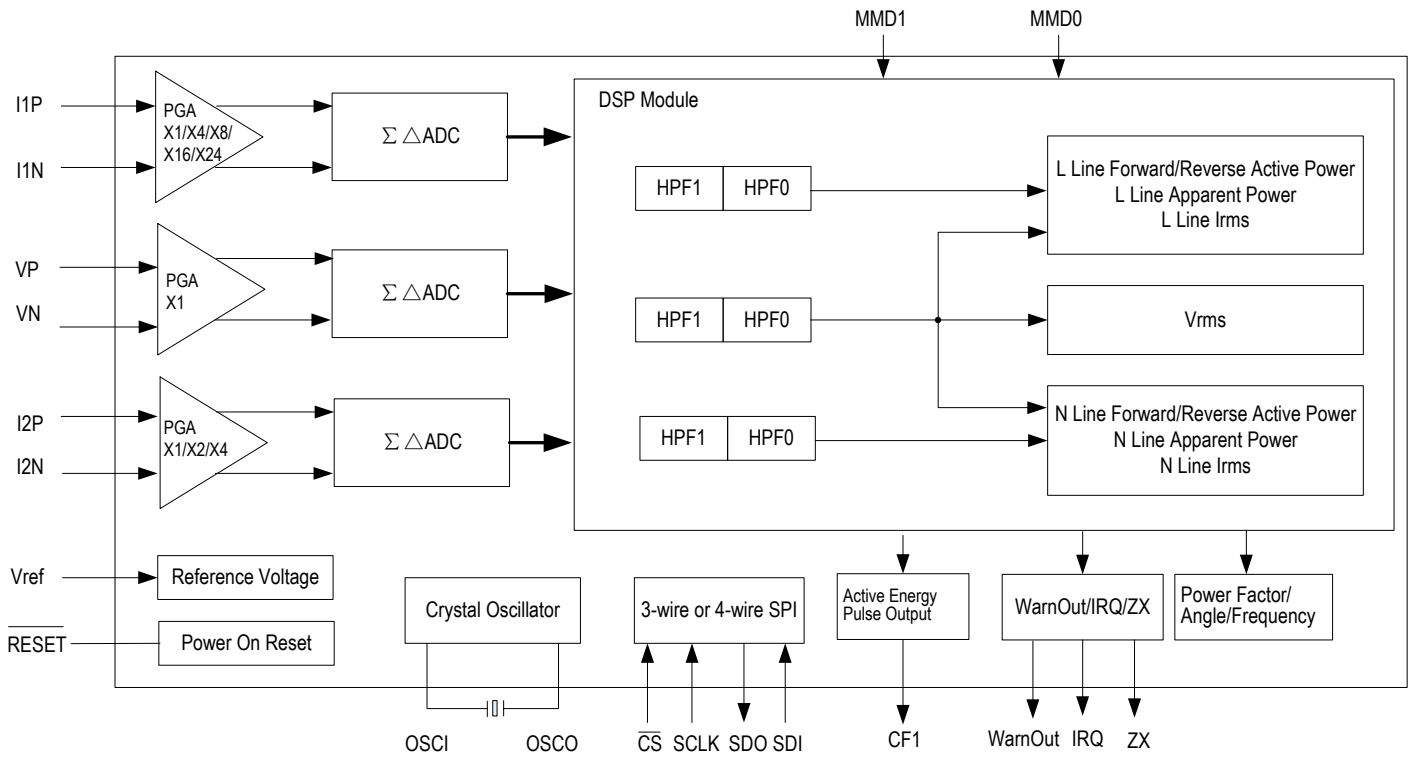 MMD1
MMD0
I1P
I1N
PGA
X1/X4/X8/
X16/X24
Σ △ADC
DSP Module
HPF1
HPF0
L Line Forward/Reverse Active Power
L Line Apparent Power
L Line Irms
VP
VN
PGA
X1
Σ △ADC
HPF1
HPF0
Vrms
I2P
I2N
PGA
X1/X2/X4
Σ △ADC
HPF1
HPF0
N Line Forward/Reverse Active Power
N Line Apparent Power
N Line Irms
Vref
Reference Voltage
RESET
Power On Reset
Crystal Oscillator
3-wire or 4-wire SPI
Active Energy
Pulse Output
WarnOut/IRQ/ZX
Power Factor/
Angle/Frequency
OSCI
OSCO
CS
SCLK
SDO
SDI
CF1
WarnOut
IRQ
ZX